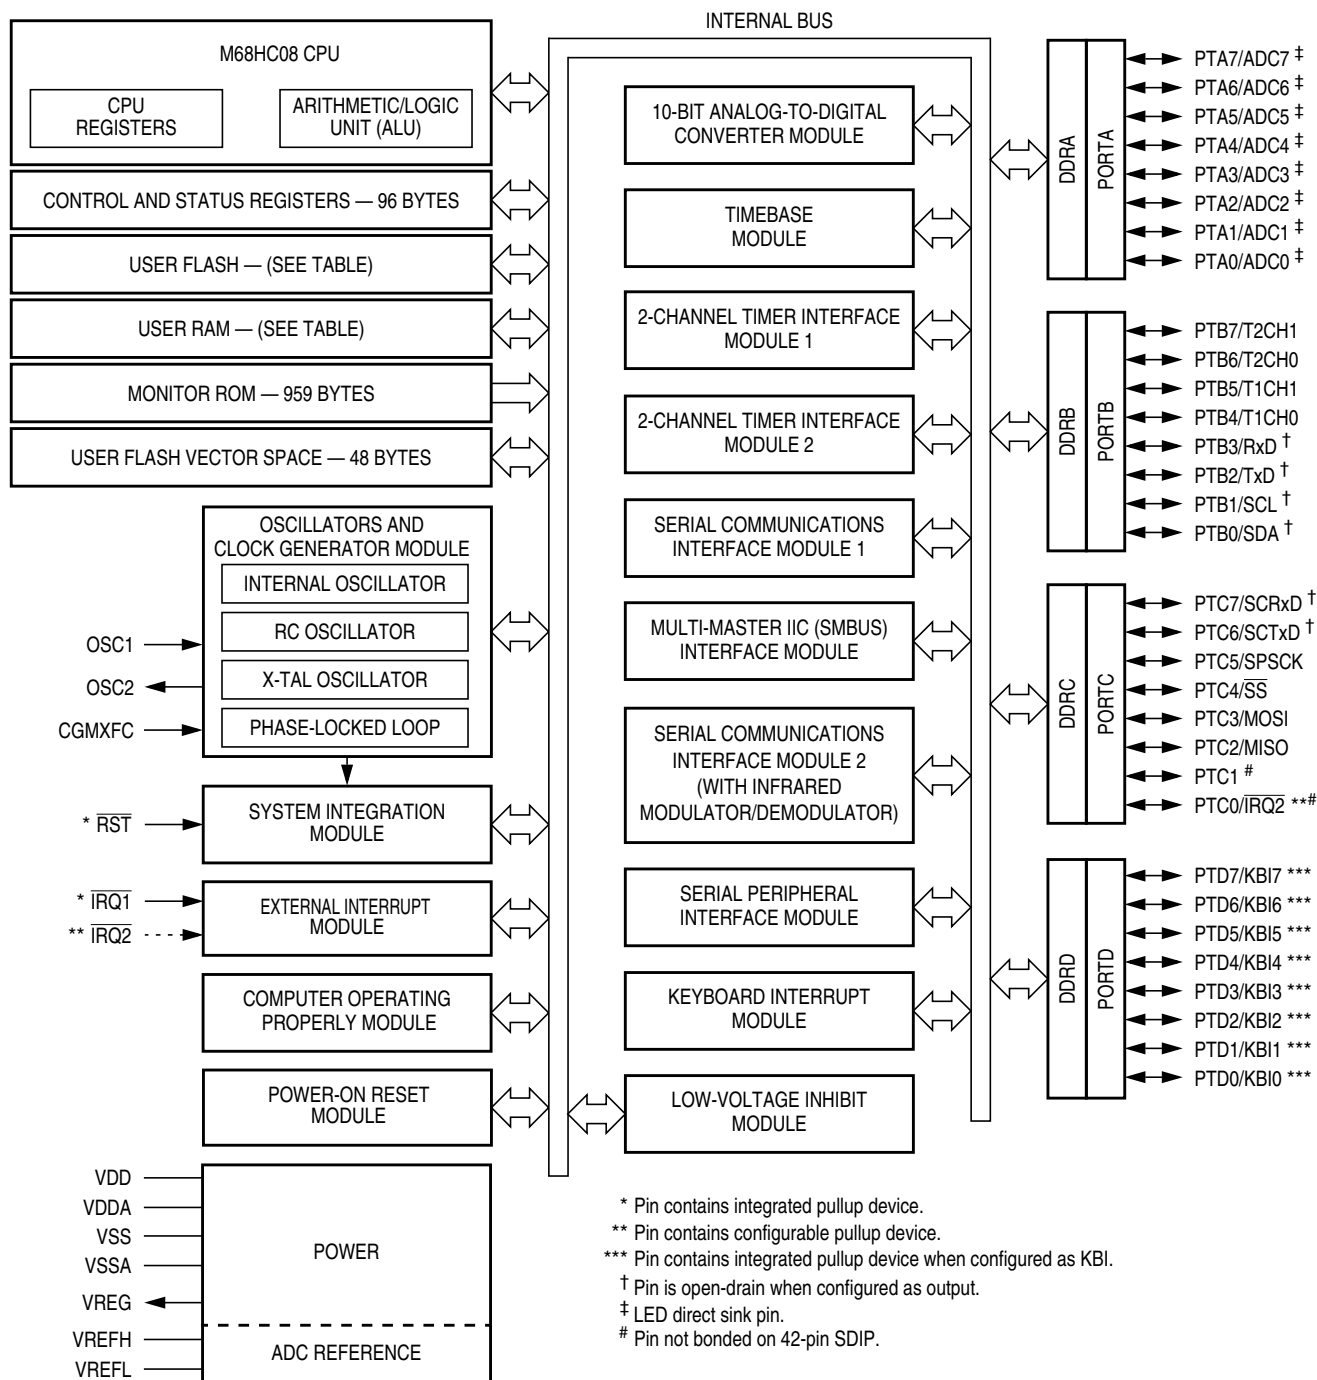 INTERNAL BUS
M68HC08 CPU
CPU
REGISTERS
ARITHMETIC/LOGIC
UNIT (ALU)
CONTROL AND STATUS REGISTERS — 96 BYTES
USER FLASH — (SEE TABLE)
USER RAM — (SEE TABLE)
MONITOR ROM — 959 BYTES
USER FLASH VECTOR SPACE — 48 BYTES
OSCILLATORS AND
CLOCK GENERATOR MODULE
INTERNAL OSCILLATOR
RC OSCILLATOR
X-TAL OSCILLATOR
PHASE-LOCKED LOOP
OSC1
OSC2
CGMXFC
SYSTEM INTEGRATION
MODULE
* RST
EXTERNAL INTERRUPT
MODULE
* IRQ1
** IRQ2
COMPUTER OPERATING
PROPERLY MODULE
POWER-ON RESET
MODULE
VDD
VDDA
VSS
VSSA
VREG
VREFH
VREFL
POWER
ADC REFERENCE
10-BIT ANALOG-TO-DIGITAL
CONVERTER MODULE
TIMEBASE
MODULE
2-CHANNEL TIMER INTERFACE
MODULE 1
2-CHANNEL TIMER INTERFACE
MODULE 2
SERIAL COMMUNICATIONS
INTERFACE MODULE 1
MULTI-MASTER IIC (SMBUS)
INTERFACE MODULE
SERIAL COMMUNICATIONS
INTERFACE MODULE 2
(WITH INFRARED
MODULATOR/DEMODULATOR)
SERIAL PERIPHERAL
INTERFACE MODULE
KEYBOARD INTERRUPT
MODULE
LOW-VOLTAGE INHIBIT
MODULE
DDRA
PORTA
PTA7/ADC7 ‡
PTA6/ADC6 ‡
PTA5/ADC5 ‡
PTA4/ADC4 ‡
PTA3/ADC3 ‡
PTA2/ADC2 ‡
PTA1/ADC1 ‡
PTA0/ADC0 ‡
DDRB
PORTB
PTB7/T2CH1
PTB6/T2CH0
PTB5/T1CH1
PTB4/T1CH0
PTB3/RxD †
PTB2/TxD †
PTB1/SCL †
PTB0/SDA †
DDRC
PORTC
PTC7/SCRxD †
PTC6/SCTxD †
PTC5/SPSCK
PTC4/SS
PTC3/MOSI
PTC2/MISO
PTC1 #
PTC0/IRQ2 **#
DDRD
PORTD
PTD7/KBI7 ***
PTD6/KBI6 ***
PTD5/KBI5 ***
PTD4/KBI4 ***
PTD3/KBI3 ***
PTD2/KBI2 ***
PTD1/KBI1 ***
PTD0/KBI0 ***
* Pin contains integrated pullup device.
** Pin contains configurable pullup device.
*** Pin contains integrated pullup device when configured as KBI.
† Pin is open-drain when configured as output.
‡ LED direct sink pin.
# Pin not bonded on 42-pin SDIP.